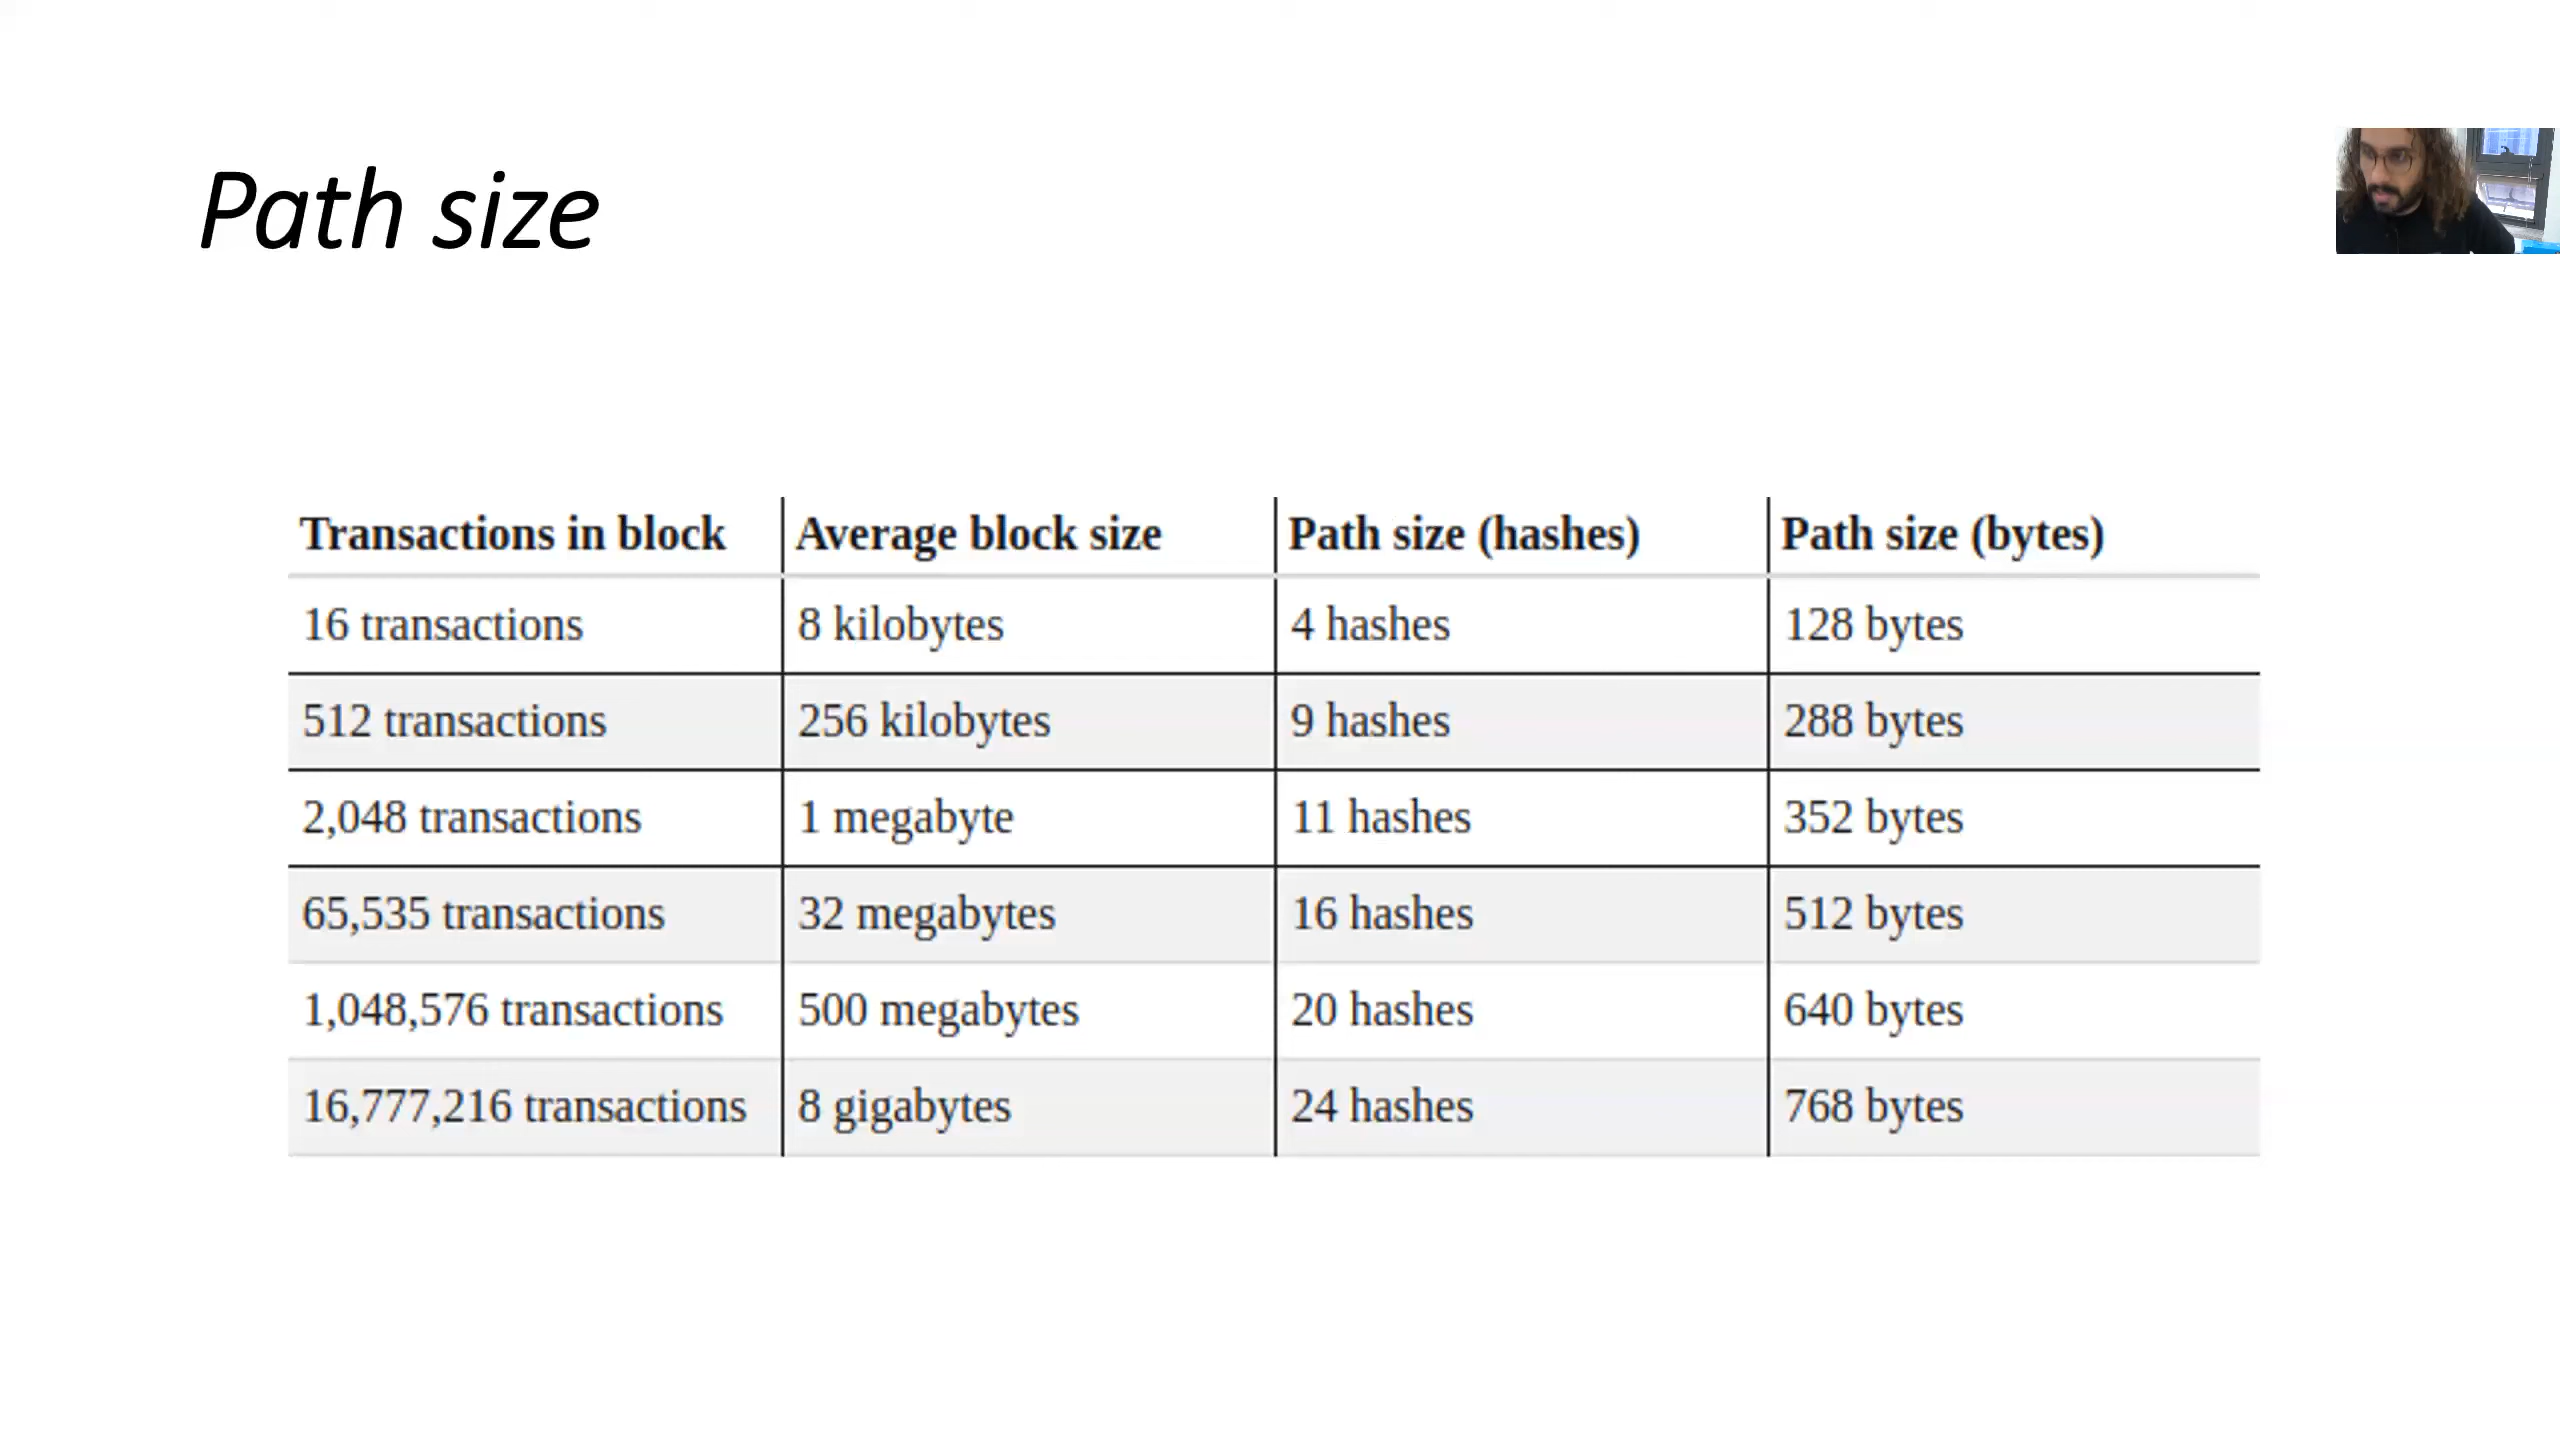 Path size
Transactions in block Average block size Path size (hashes) Path size (bytes)
16 transactions 8 kilobytes 4 hashes 128 bytes
512 transactions 256 kilobytes 9 hashes 288 bytes
2,048 transactions 1 megabyte 11 hashes 352 bytes
65,535 transactions 32 megabytes 16 hashes 512 bytes
1,048,576 transactions 500 megabytes 20 hashes 640 bytes
16,777,216 transactions 8 gigabytes 24 hashes 768 bytes